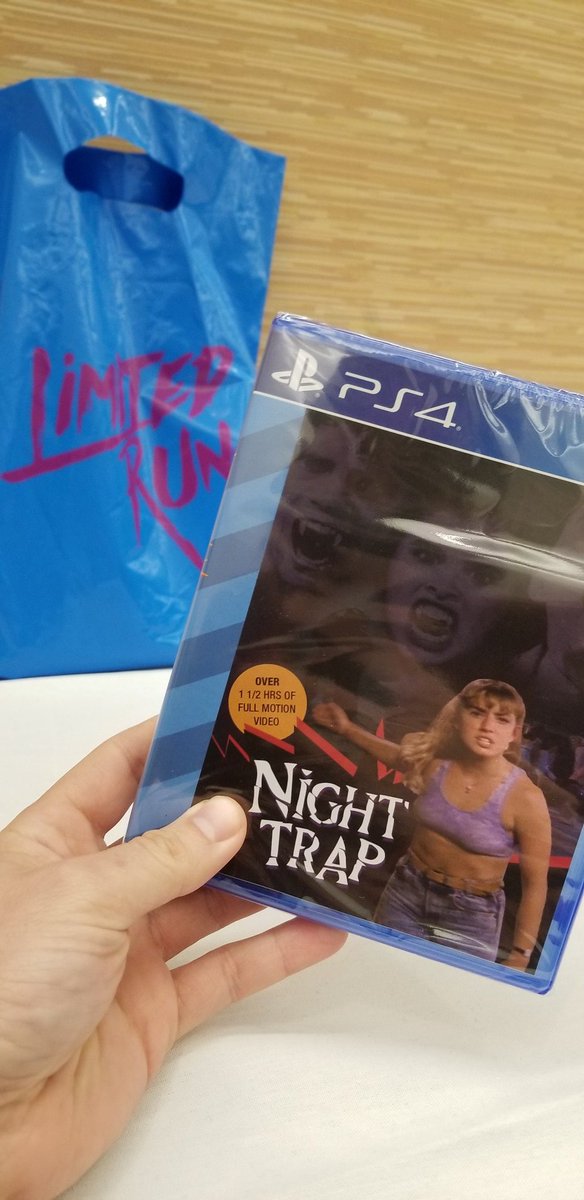 LIMITED
RUN
PS4
OVER
1 1/2 HRS OF
FULL MOTION
VIDEO
NIGHT
TRAP